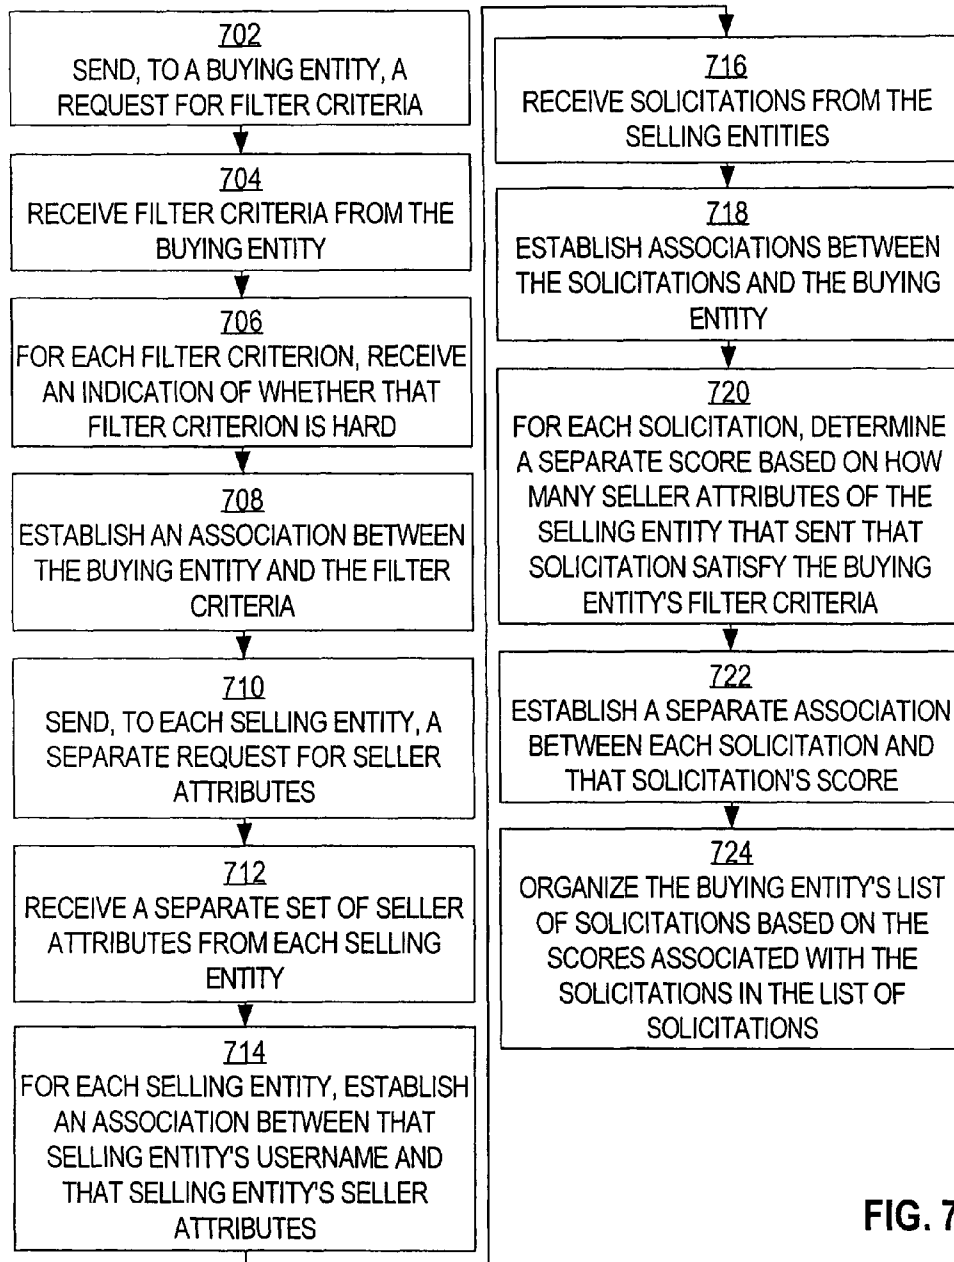 702
SEND, TO A BUYING ENTITY, A
REQUEST FOR FILTER CRITERIA
704
RECEIVE FILTER CRITERIA FROM THE
BUYING ENTITY
706
FOR EACH FILTER CRITERION, RECEIVE
AN INDICATION OF WHETHER THAT
FILTER CRITERION IS HARD
708
ESTABLISH AN ASSOCIATION BETWEEN
THE BUYING ENTITY AND THE FILTER
CRITERIA
710
SEND, TO EACH SELLING ENTITY, A
SEPARATE REQUEST FOR SELLER
ATTRIBUTES
712
RECEIVE A SEPARATE SET OF SELLER
ATTRIBUTES FROM EACH SELLING
ENTITY
714
FOR EACH SELLING ENTITY, ESTABLISH
AN ASSOCIATION BETWEEN THAT
SELLING ENTITY'S USERNAME AND
THAT SELLING ENTITY'S SELLER
ATTRIBUTES
716
RECEIVE SOLICITATIONS FROM THE
SELLING ENTITIES
718
ESTABLISH ASSOCIATIONS BETWEEN
THE SOLICITATIONS AND THE BUYING
ENTITY
720
FOR EACH SOLICITATION, DETERMINE
A SEPARATE SCORE BASED ON HOW
MANY SELLER ATTRIBUTES OF THE
SELLING ENTITY THAT SENT THAT
SOLICITATION SATISFY THE BUYING
ENTITY'S FILTER CRITERIA
722
ESTABLISH A SEPARATE ASSOCIATION
BETWEEN EACH SOLICITATION AND
THAT SOLICITATION'S SCORE
724
ORGANIZE THE BUYING ENTITY'S LIST
OF SOLICITATIONS BASED ON THE
SCORES ASSOCIATED WITH THE
SOLICITATIONS IN THE LIST OF
SOLICITATIONS
FIG. 7